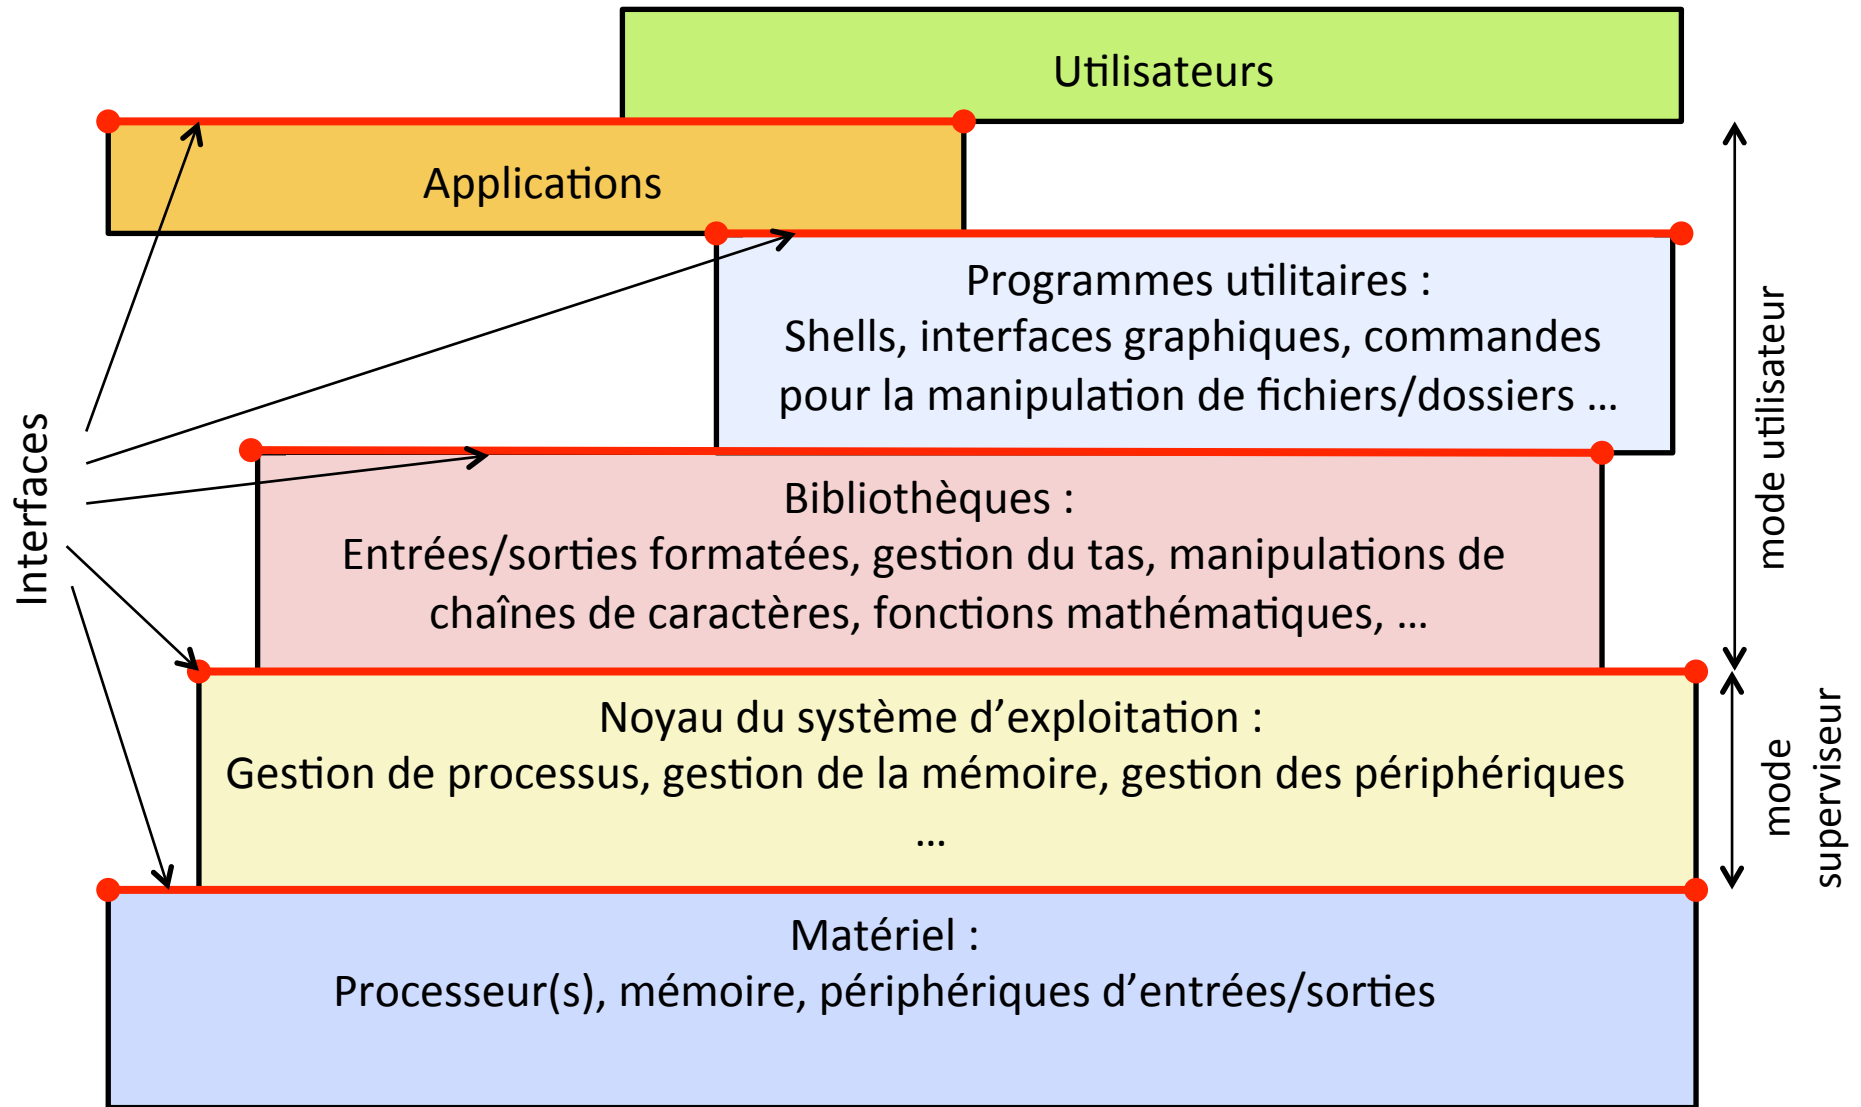 Utilisateurs
Applications
Programmes utilitaires :
Shells, interfaces graphiques, commandes
pour la manipulation de fichiers/dossiers ...
Bibliothèques :
Entrées/sorties formatées, gestion du tas, manipulations de
chaînes de caractères, fonctions mathématiques, ...
Noyau du système d’exploitation :
Gestion de processus, gestion de la mémoire, gestion des périphériques
...
Matériel :
Processeur(s), mémoire, périphériques d’entrées/sorties
Interfaces
mode utilisateur
mode
superviseur